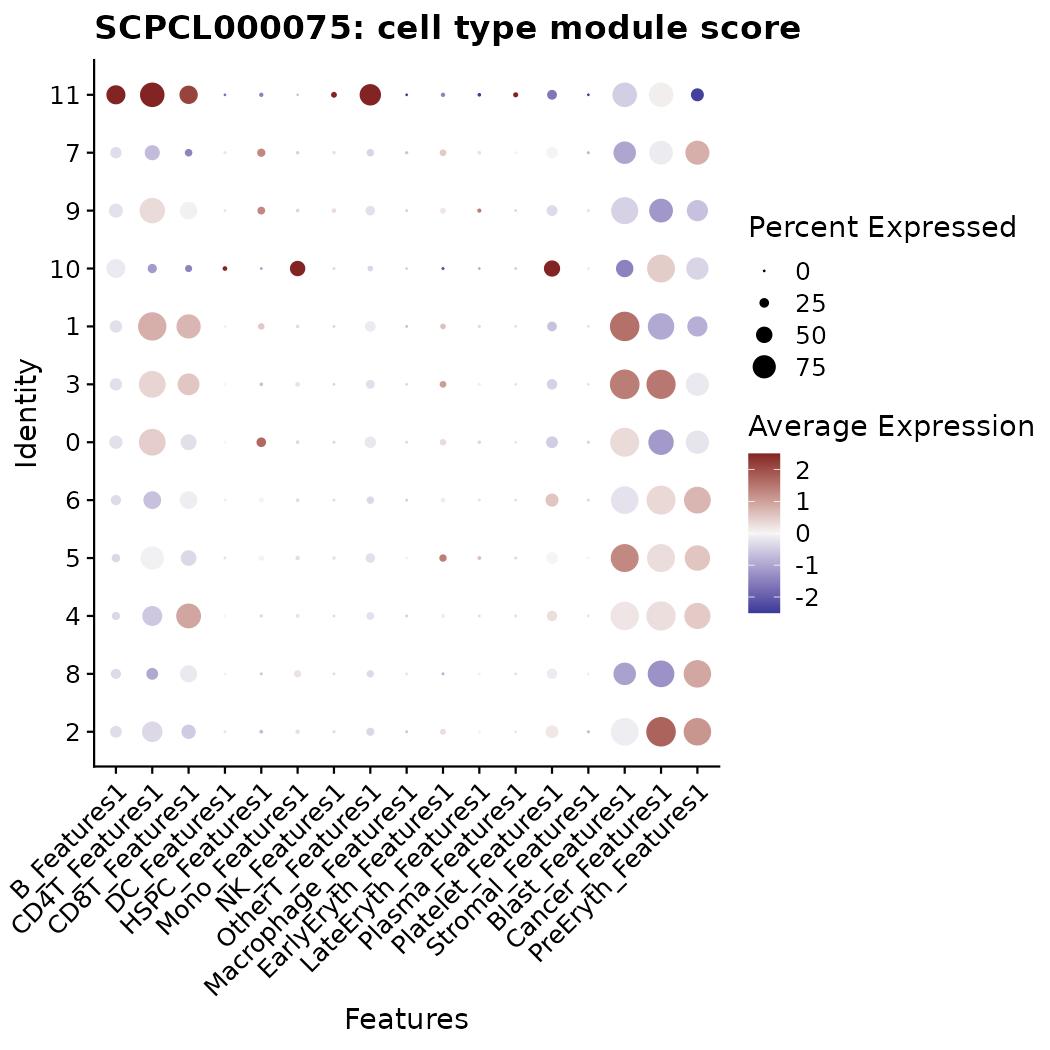 SCPCL000075: cell type module score
11
7
9
10
1
3
0
6
5
4
8
2
Identity
B_Features1
CD4T_Features1
CD8T_Features1
DC_Features1
HSPC_Features1
Mono_Features1
NK_Features1
OtherT_Features1
Macrophage_Features1
EarlyEryth_Features1
LateEryth_Features1
Plasma_Features1
Platelet_Features1
Stromal_Features1
Blast_Features1
Cancer_Features1
PreEryth_Features1
Features
Percent Expressed
0
25
50
75
Average Expression
2
1
0
-1
-2